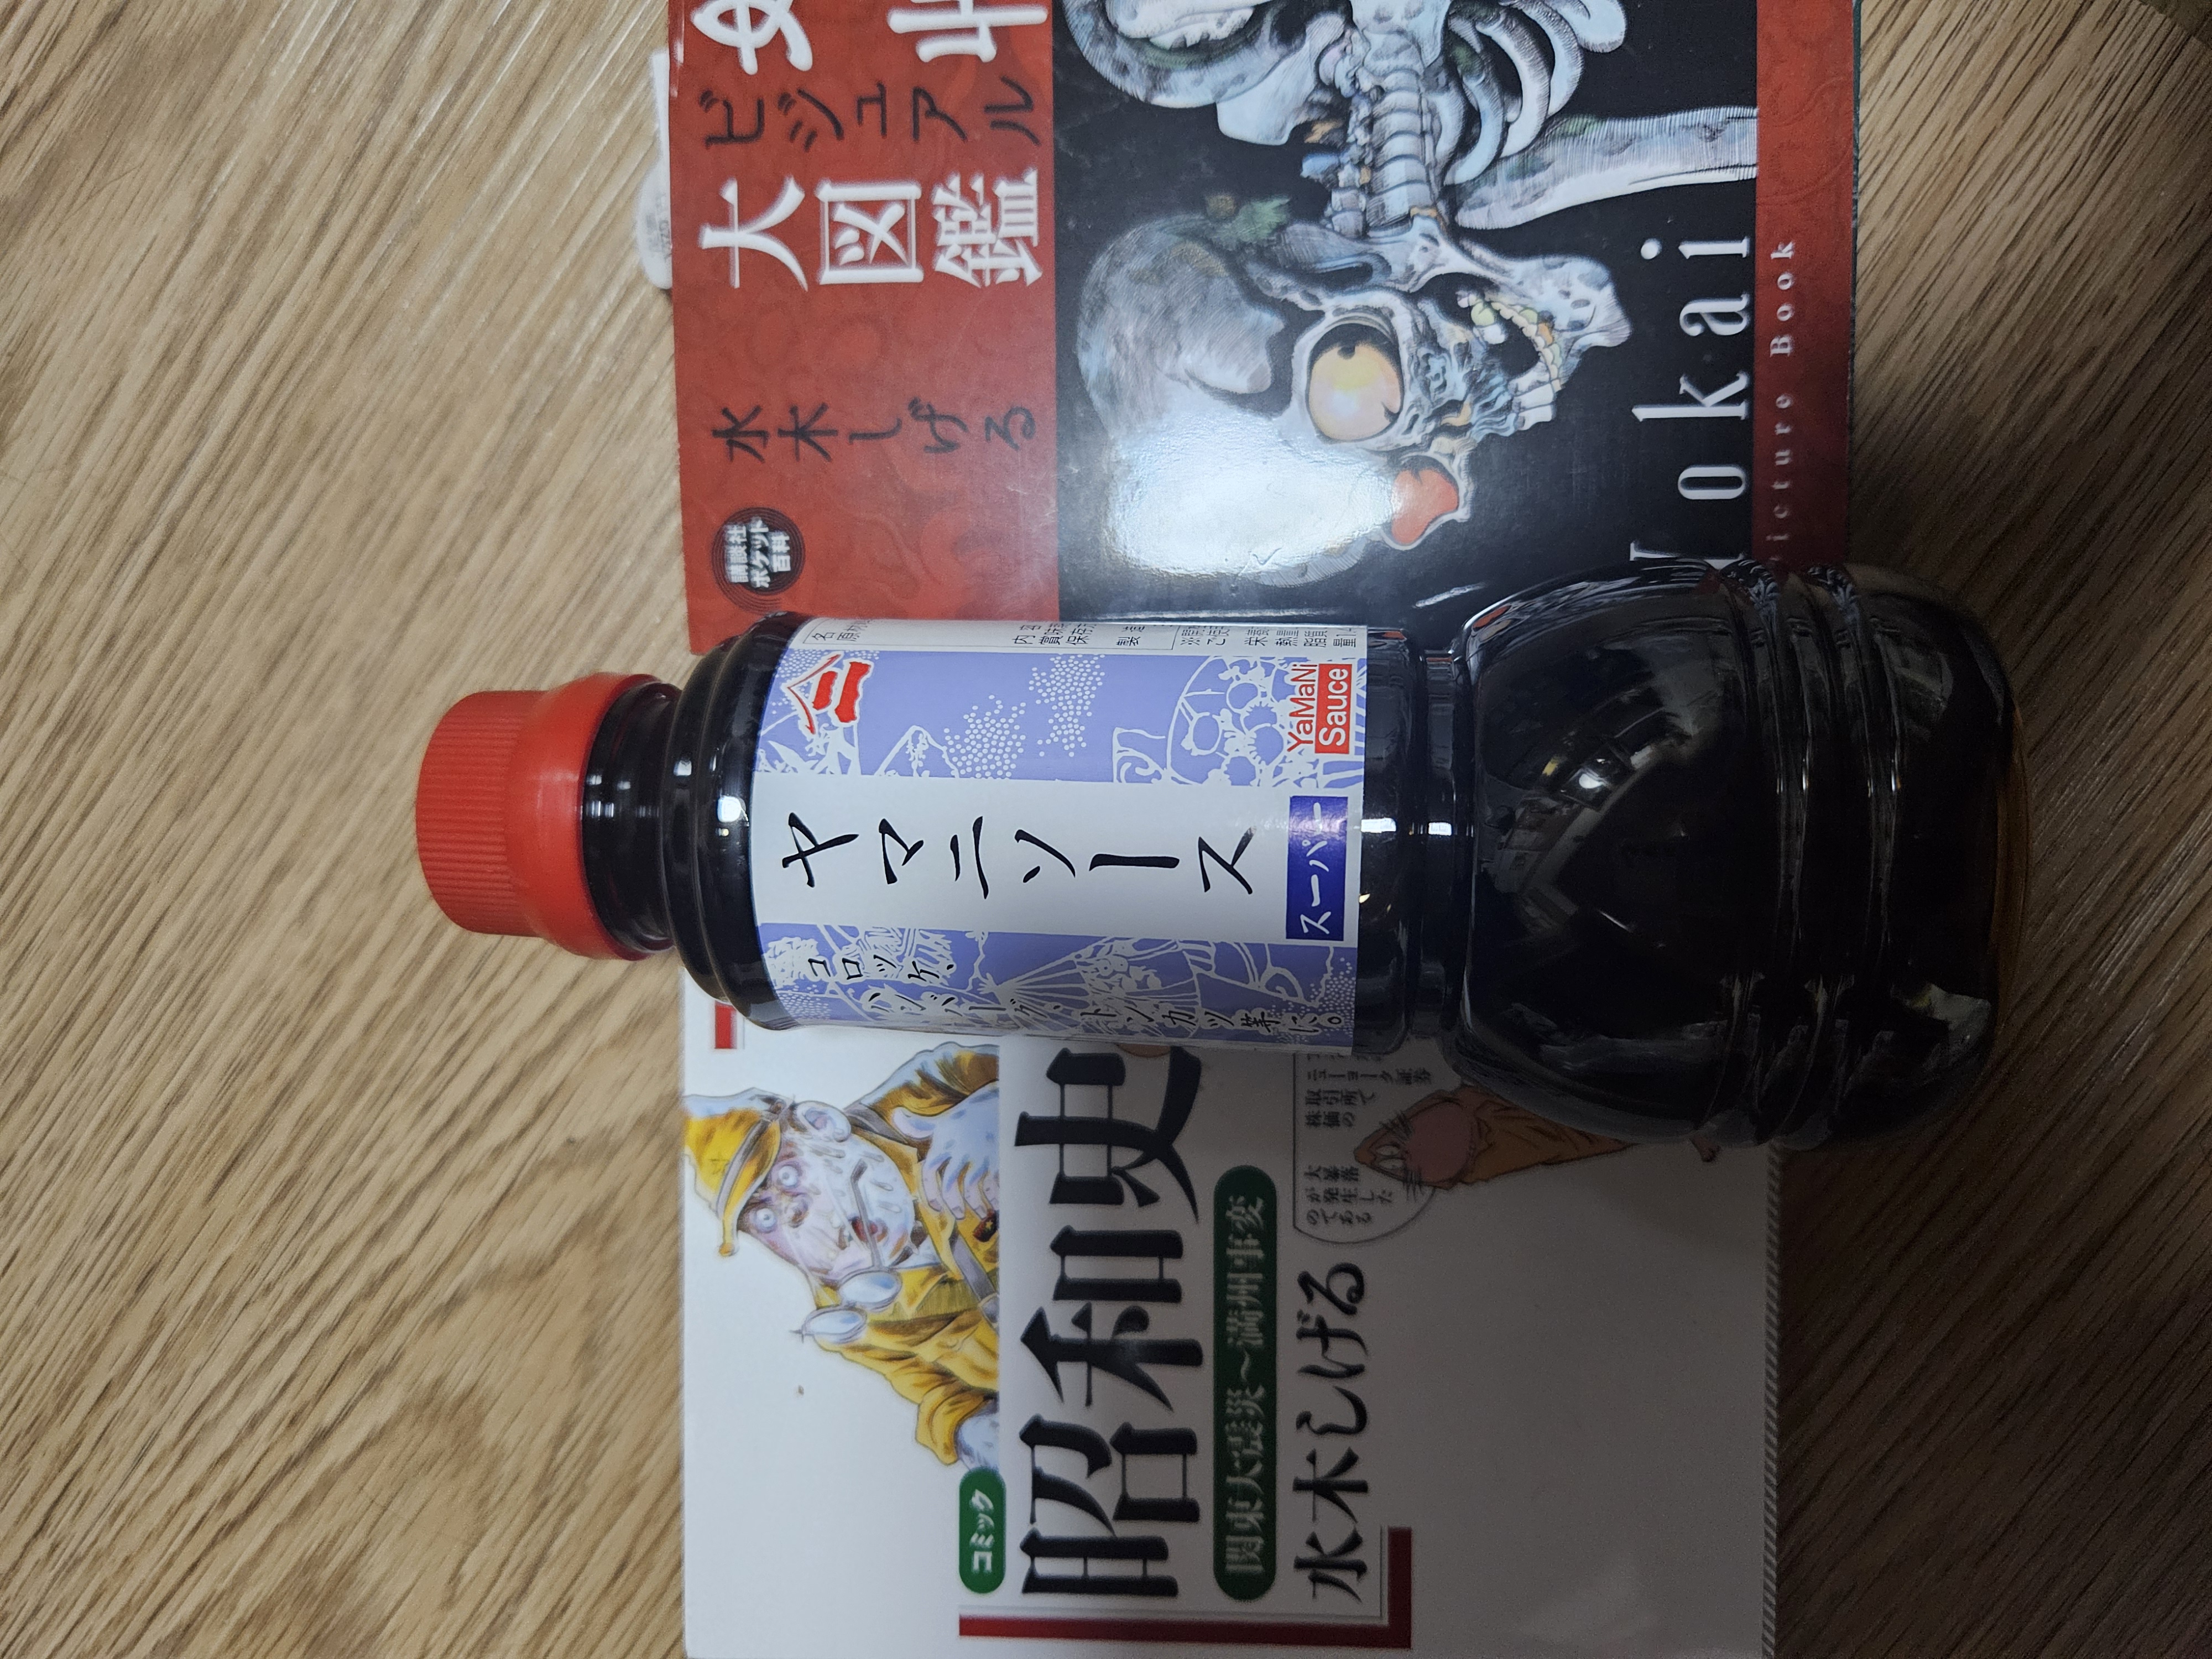 ビジュアル
大図鑑
水木しげる
講談社
ポケット
百科
okai
icture Book
ヤマニソース
スーパー
YaMaNi
Sauce
コロッケ、
ハンバーグ、トンカツ等に。
コミック
昭和史
関東大震災～満州事変
水木しげる
ニューヨーク証券
取引所で
株価の
大暴落
が発生した
のである